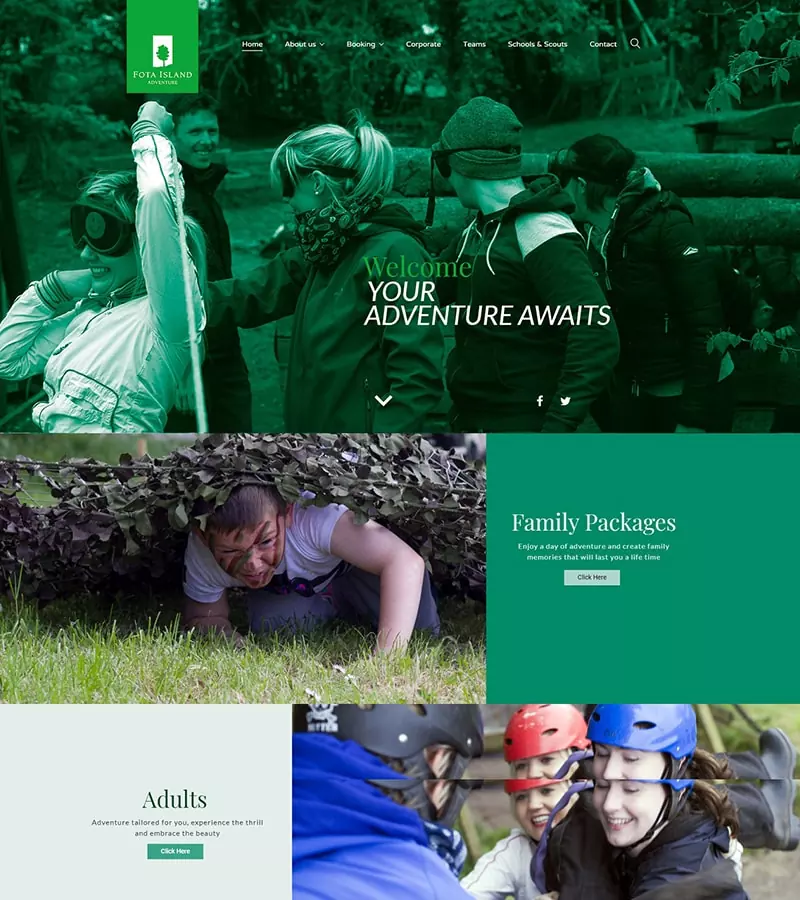 FOTA ISLAND
ADVENTURE
Home About us Booking Corporate Teams Schools & Scouts Contact
Welcome
YOUR
ADVENTURE AWAITS
Family Packages
Enjoy a day of adventure and create family
memories that will last you a life time
Click Here
Adults
Adventure tailored for you, experience the thrill
and embrace the beauty
Click Here